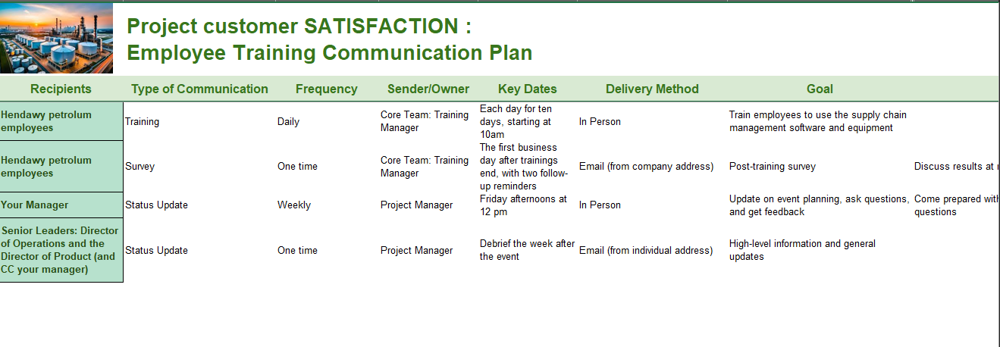 Project customer SATISFACTION :
Employee Training Communication Plan
Recipients Type of Communication Frequency Sender/Owner Key Dates Delivery Method Goal
Hendawy petrolum
employees
Training
Daily
Core Team: Training
Manager
Each day for ten
days, starting at
10am
In Person
Train employees to use the supply chain
management software and equipment
Hendawy petrolum
employees
Survey
One time
Core Team: Training
Manager
The first business
day after trainings
end, with two follow-
up reminders
Email (from company address)
Post-training survey
Discuss results at
Your Manager
Status Update
Weekly
Project Manager
Friday afternoons at
12 pm
In Person
Update on event planning, ask questions,
and get feedback
Come prepared with
questions
Senior Leaders: Director
of Operations and the
Director of Product (and
CC your manager)
Status Update
One time
Project Manager
Debrief the week after
the event
Email (from individual address)
High-level information and general
updates